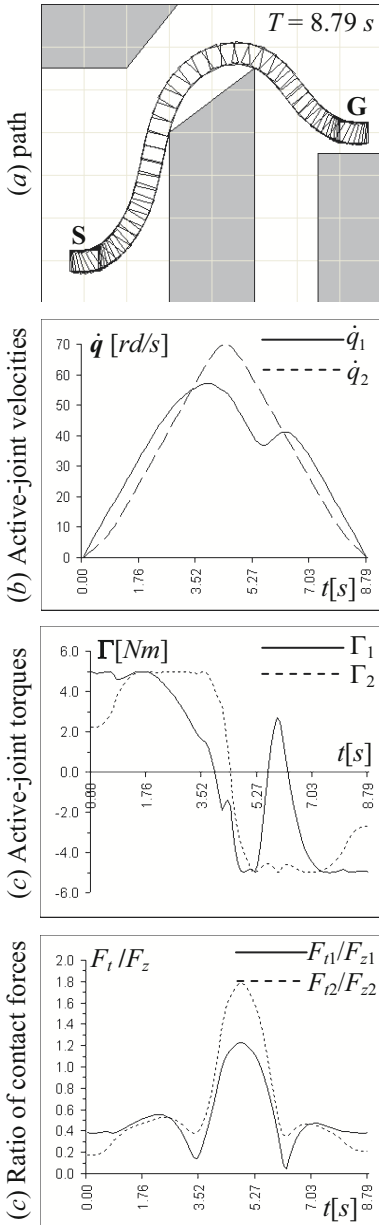 T = 8.79 s
S
G
(a) path
q̇ [rd/s]
q̇1
q̇2
70
60
50
40
30
20
10
0
0.00 1.76 3.52 5.27 7.03 8.79
t[s]
(b) Active-joint velocities
Γ[Nm]
Γ1
Γ2
6.0
4.0
2.0
0.0
-2.0
-4.0
-6.0
t[s]
0.00 1.76 3.52 5.27 7.03 8.79
(c) Active-joint torques
Ft /Fz
Ft1/Fz1
Ft2/Fz2
2.0
1.8
1.6
1.4
1.2
1.0
0.8
0.6
0.4
0.2
0.0
0.00 1.76 3.52 5.27 7.03 8.79
t[s]
(c) Ratio of contact forces